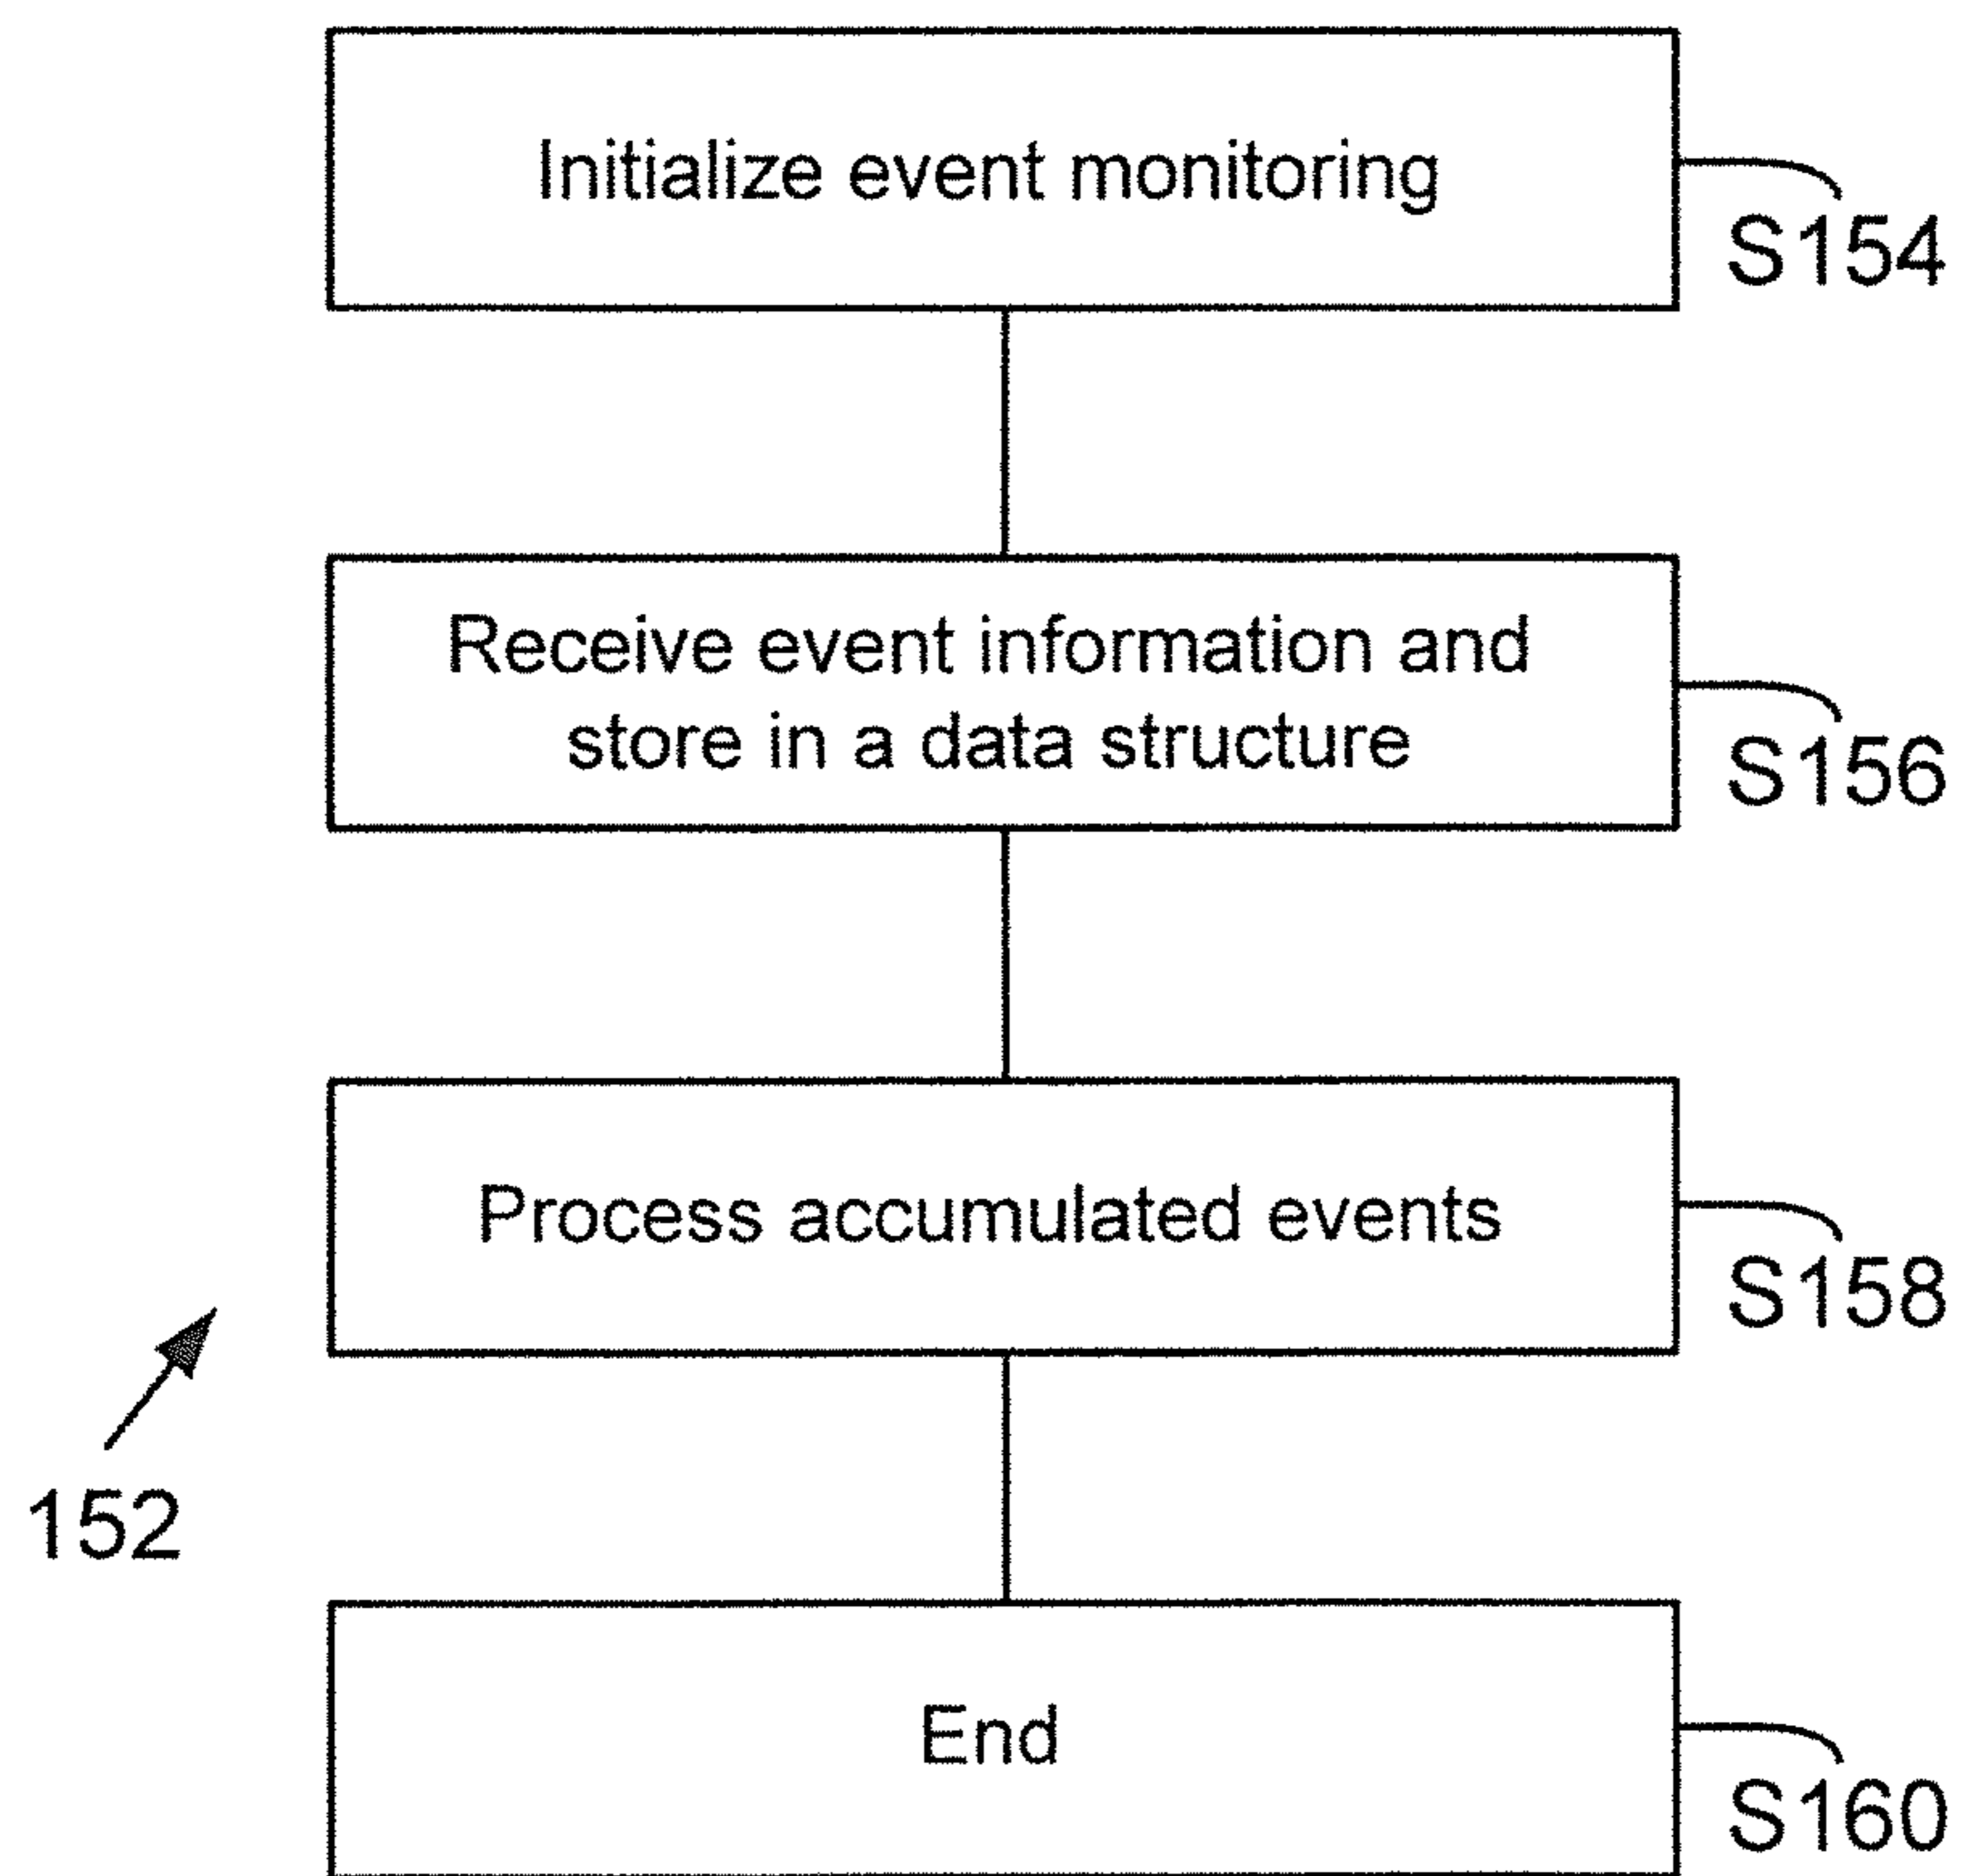 Initialize event monitoring
S154
Receive event information and
store in a data structure
S156
Process accumulated events
S158
152
End
S160